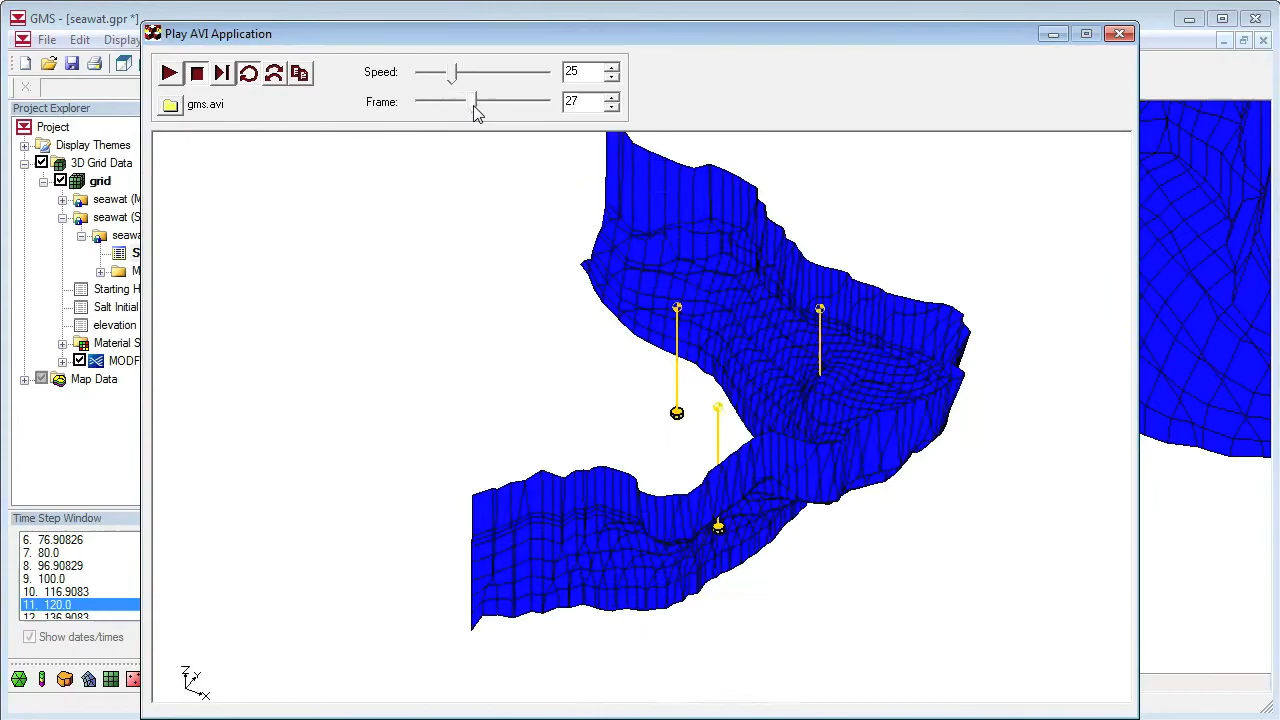 GMS - [seawat.gpr *]
Play AVI Application
File Edit Display
Speed: 25
Frame: 27
gms.avi
Project Explorer
Project
Display Themes
3D Grid Data
grid
seawat (M
seawat (S
seawa
S
M
Starting H
Salt Initial
elevation
Material S
MODF
Map Data
Time Step Window
6. 76.90826
7. 80.0
8. 96.90829
9. 100.0
10. 116.9083
11. 120.0
12. 136.9083
Show dates/times
Z
Y
X